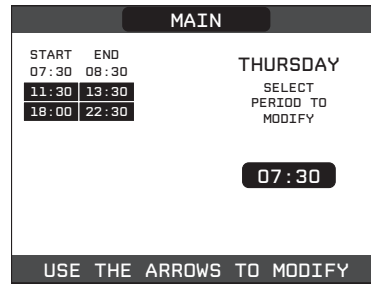 MAIN
START END
07:30 08:30
11:30 13:30
18:00 22:30
THURSDAY
SELECT
PERIOD TO
MODIFY
07:30
USE THE ARROWS TO MODIFY